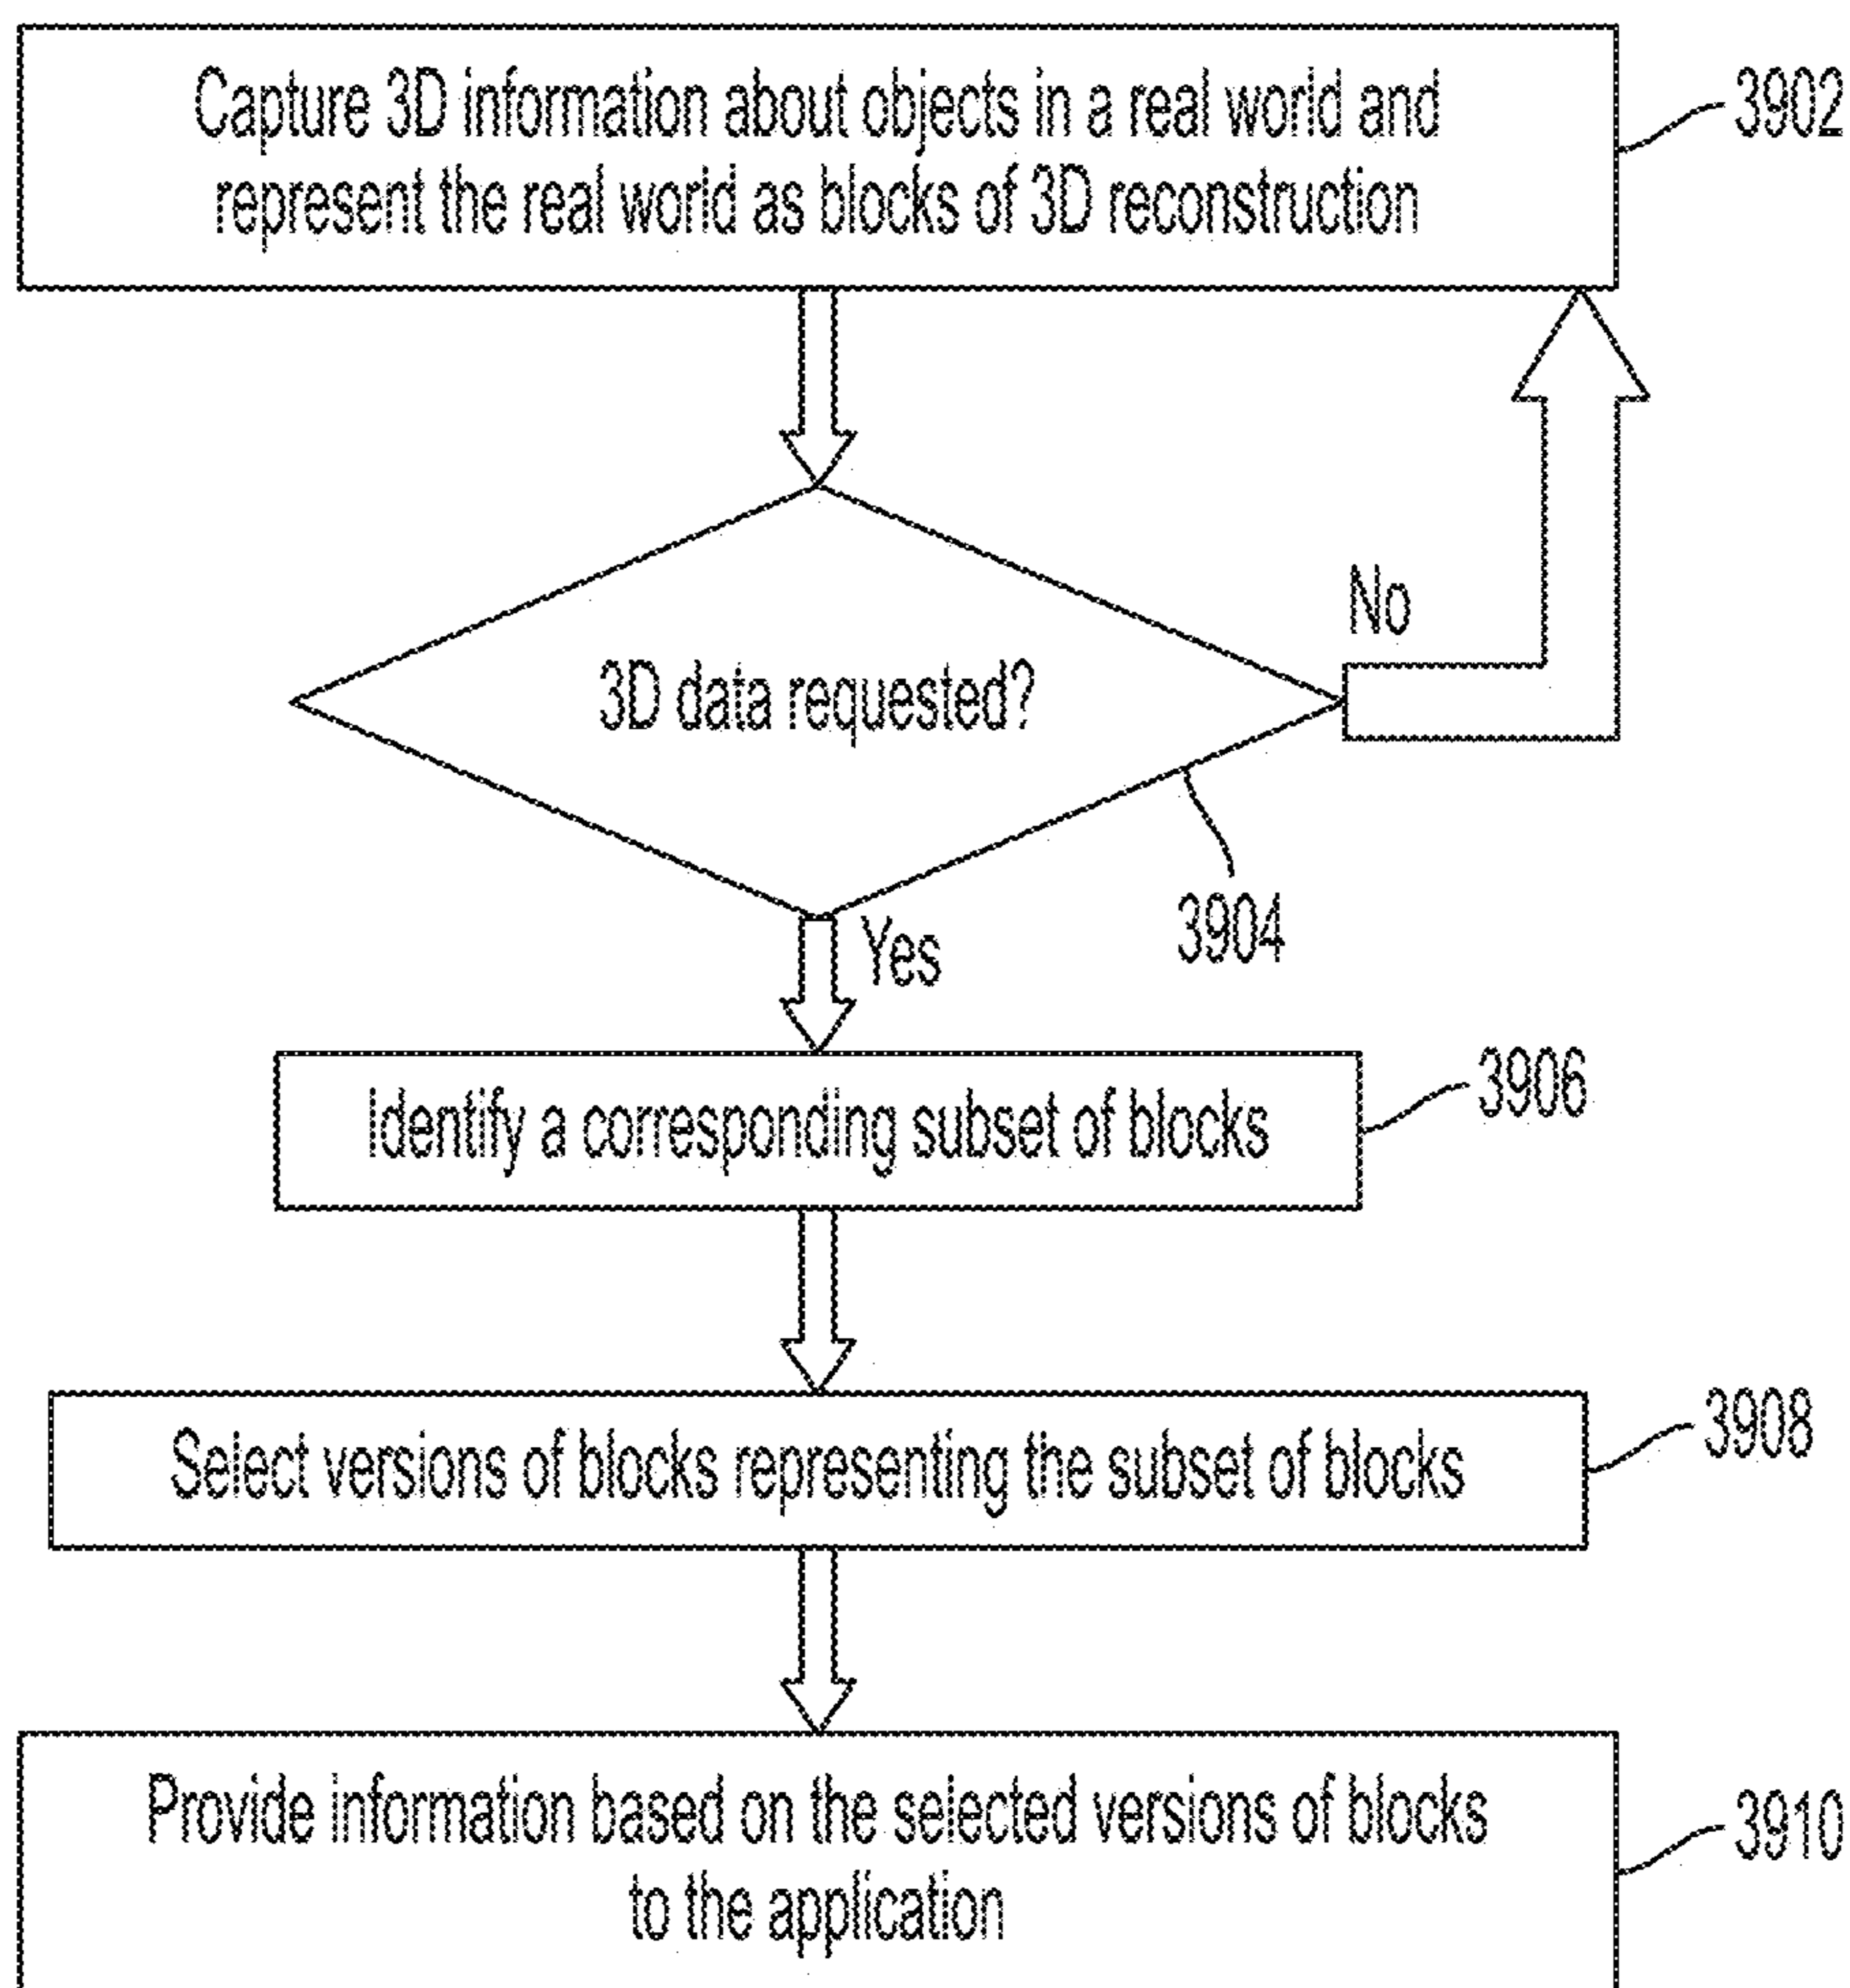 Capture 3D information about objects in a real world and
represent the real world as blocks of 3D reconstruction
3902
No
3D data requested?
3904
Yes
Identify a corresponding subset of blocks
3906
Select versions of blocks representing the subset of blocks
3908
Provide information based on the selected versions of blocks
to the application
3910